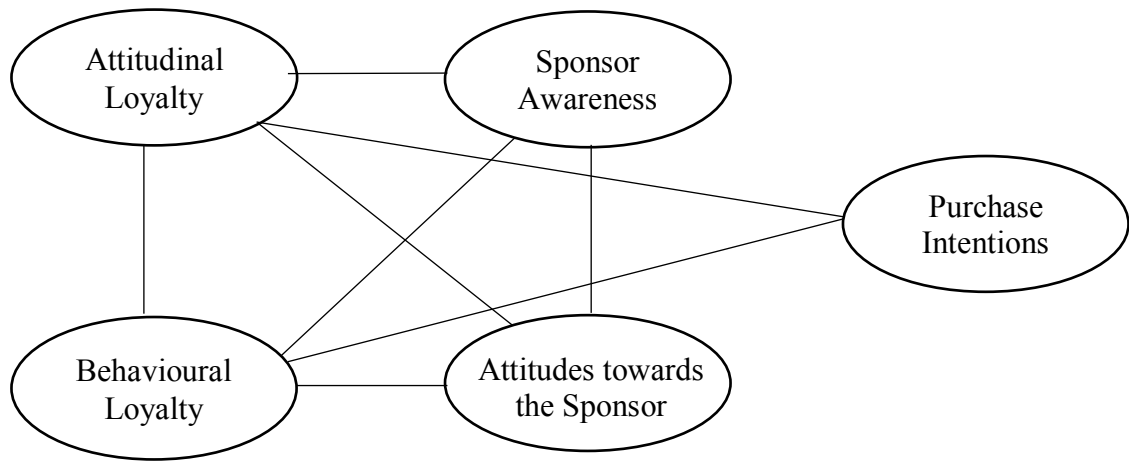 Attitudinal
Loyalty
Sponsor
Awareness
Purchase
Intentions
Behavioural
Loyalty
Attitudes towards
the Sponsor